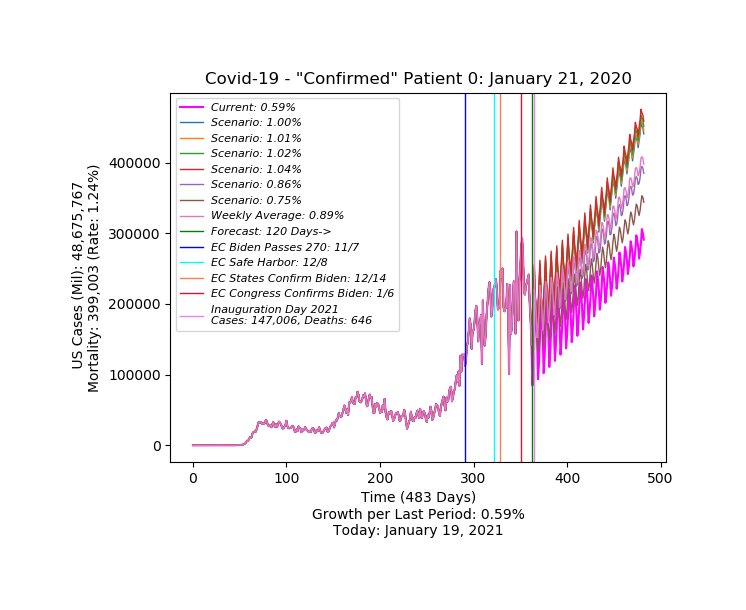 Covid-19 - "Confirmed" Patient 0: January 21, 2020
US Cases (Mil): 48,675,767
Mortality: 399,003 (Rate: 1.24%)
400000
300000
200000
100000
0
Current: 0.59%
Scenario: 1.00%
Scenario: 1.01%
Scenario: 1.02%
Scenario: 1.04%
Scenario: 0.86%
Scenario: 0.75%
Weekly Average: 0.89%
Forecast: 120 Days->
EC Biden Passes 270: 11/7
EC Safe Harbor: 12/8
EC States Confirm Biden: 12/14
EC Congress Confirms Biden: 1/6
Inauguration Day 2021
Cases: 147,006, Deaths: 646
0 100 200 300 400 500
Time (483 Days)
Growth per Last Period: 0.59%
Today: January 19, 2021